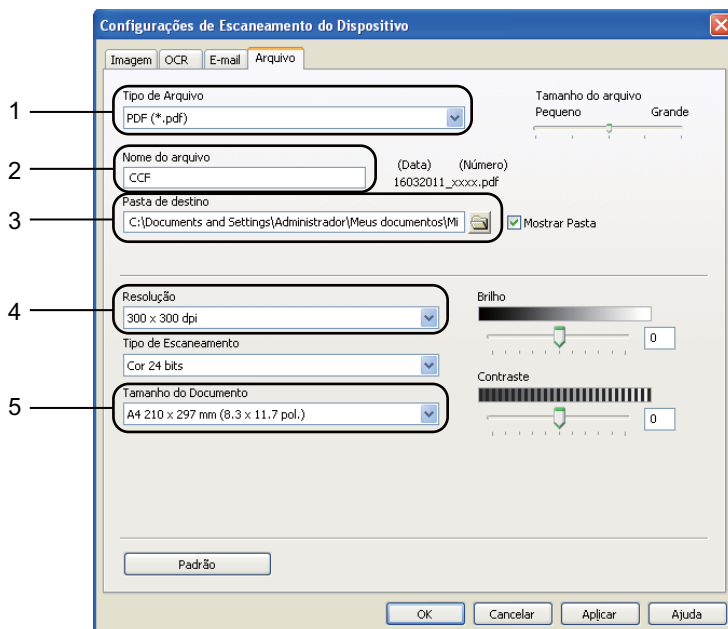 Configurações de Escaneamento do Dispositivo
Imagem OCR E-mail Arquivo
1
Tipo de Arquivo
PDF (*.pdf)
Tamanho do arquivo
Pequeno Grande
2
Nome do arquivo
CCF
(Data) (Número)
16032011_xxxx.pdf
3
Pasta de destino
C:\Documents and Settings\Administrador\Meus documentos\Mi
Mostrar Pasta
4
Resolução
300 x 300 dpi
Brilho
0
Tipo de Escaneamento
Cor 24 bits
Contraste
0
5
Tamanho do Documento
A4 210 x 297 mm (8.3 x 11.7 pol.)
Padrão
OK Cancelar Aplicar Ajuda